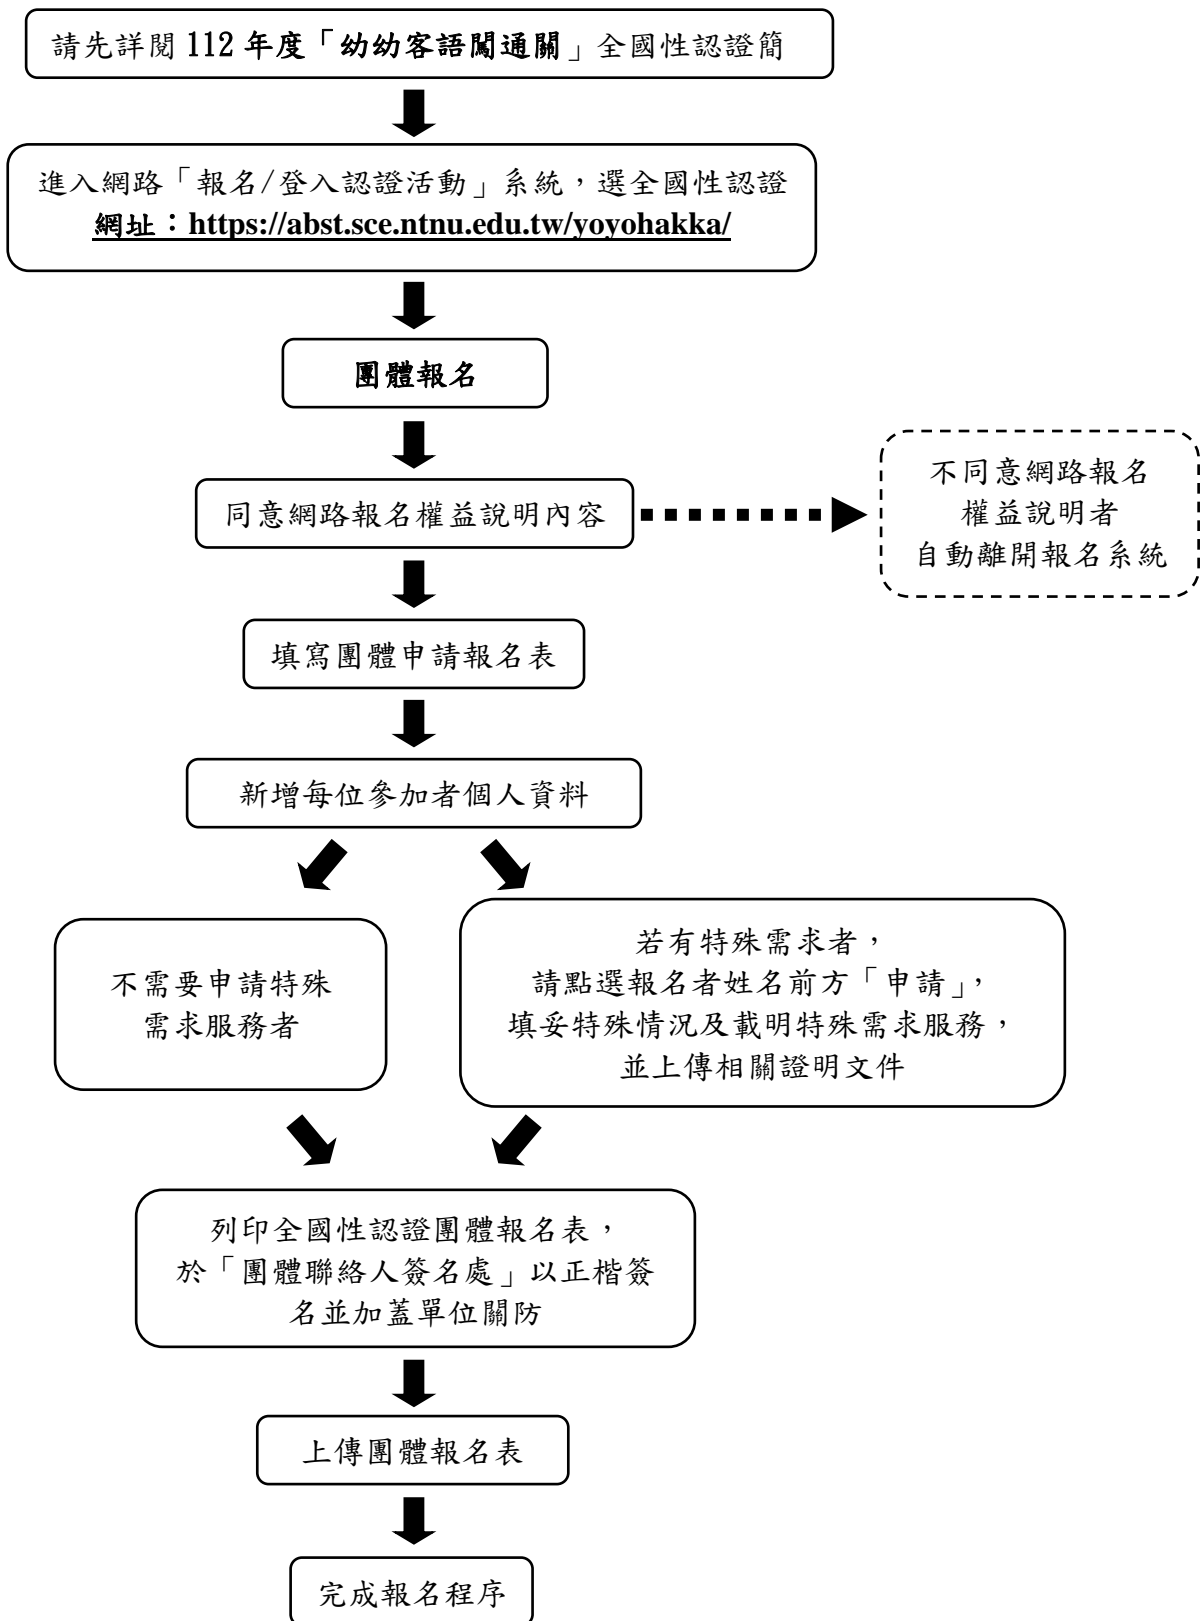 請先詳閱 112 年度「幼幼客語闖通關」全國性認證簡
進入網路「報名/登入認證活動」系統，選全國性認證
網址：https://abst.sce.ntnu.edu.tw/yoyohakka/
團體報名
同意網路報名權益說明內容
不同意網路報名
權益說明者
自動離開報名系統
填寫團體申請報名表
新增每位參加者個人資料
不需要申請特殊
需求服務者
若有特殊需求者，
請點選報名者姓名前方「申請」，
填妥特殊情況及載明特殊需求服務，
並上傳相關證明文件
列印全國性認證團體報名表，
於「團體聯絡人簽名處」以正楷簽
名並加蓋單位關防
上傳團體報名表
完成報名程序